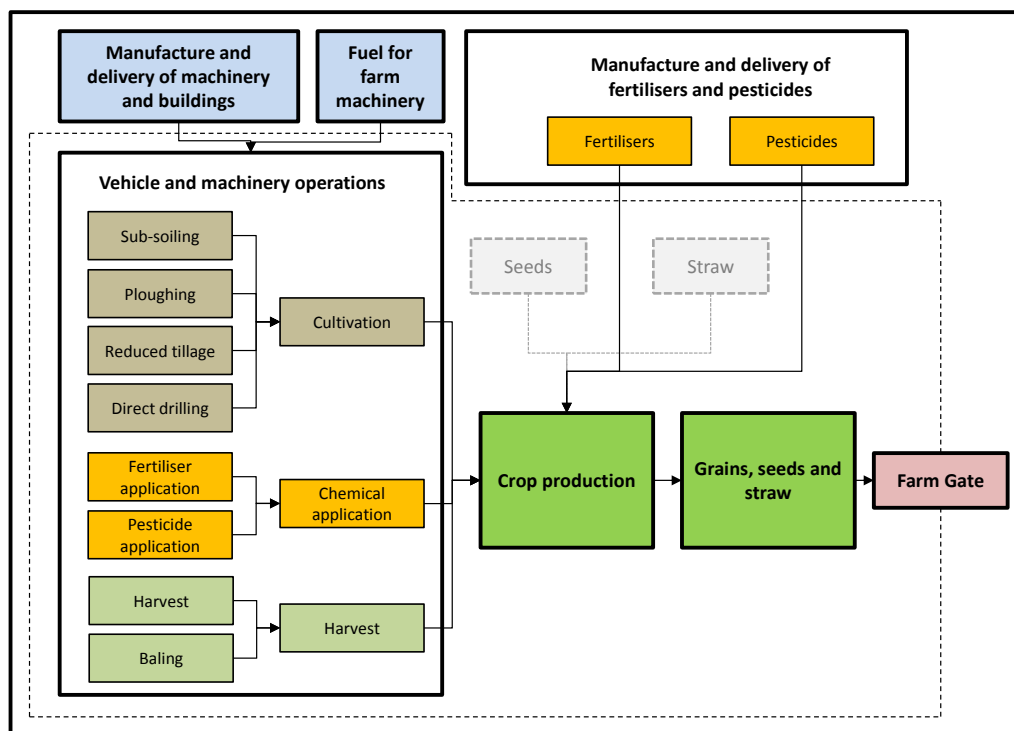 Manufacture and
delivery of machinery
and buildings
Fuel for
farm
machinery
Manufacture and delivery of
fertilisers and pesticides
Fertilisers
Pesticides
Vehicle and machinery operations
Sub-soiling
Ploughing
Reduced tillage
Direct drilling
Cultivation
Seeds
Straw
Fertiliser
application
Pesticide
application
Chemical
application
Harvest
Baling
Harvest
Crop production
Grains, seeds and
straw
Farm Gate